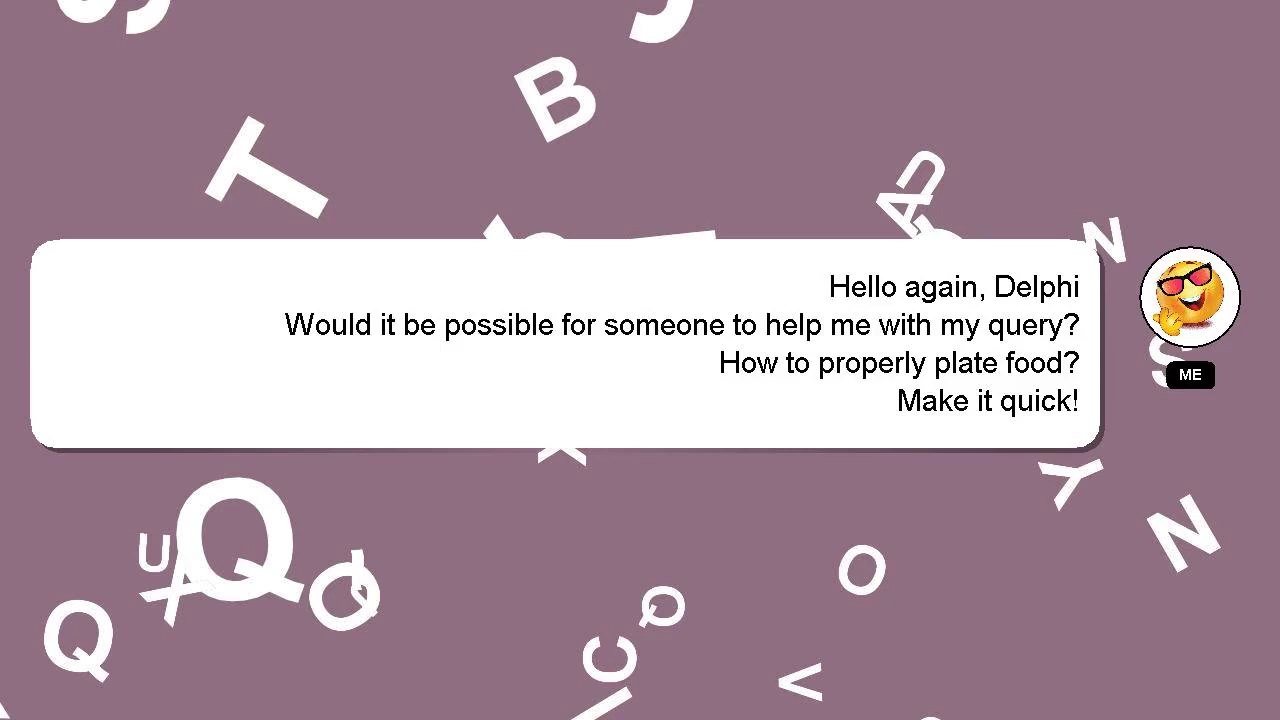 Hello again, Delphi
Would it be possible for someone to help me with my query?
How to properly plate food?
Make it quick!
ME
S
J
B
T
A
U
N
S
X
Y
N
Q
U
X
Q
Q
O
Q
C
V